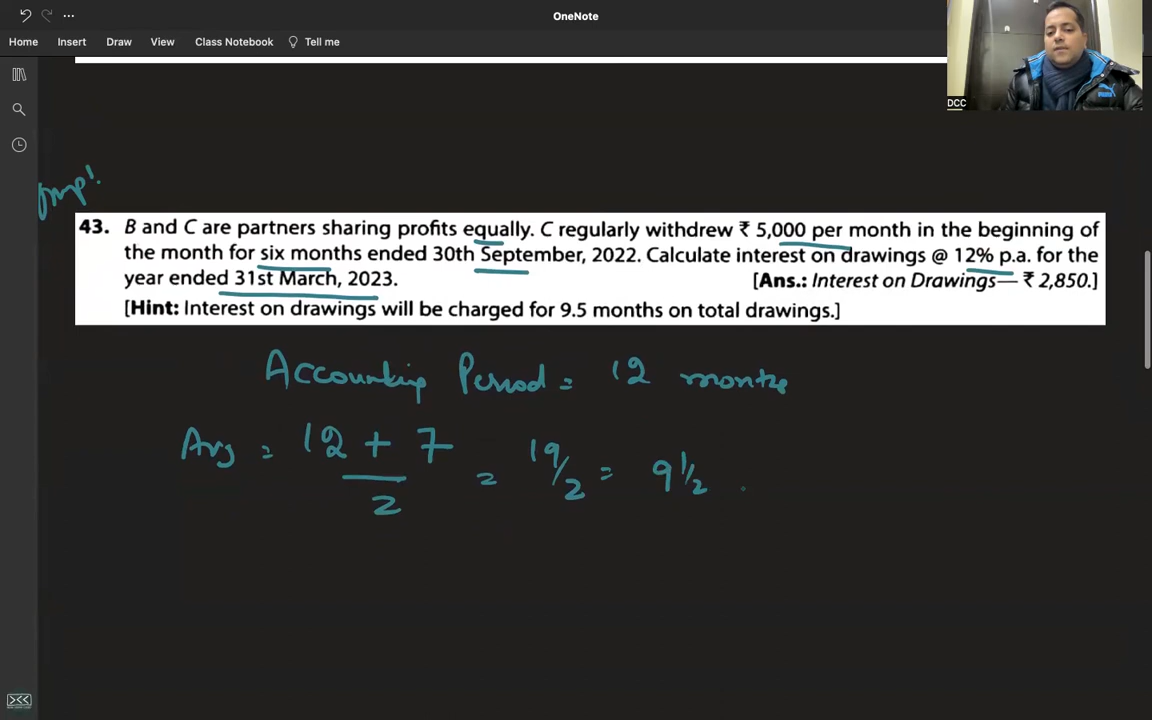 OneNote
Home Insert Draw View Class Notebook Tell me
DCC
Imp!
43. B and C are partners sharing profits equally. C regularly withdrew ₹ 5,000 per month in the beginning of
the month for six months ended 30th September, 2022. Calculate interest on drawings @ 12% p.a. for the
year ended 31st March, 2023. [Ans.: Interest on Drawings— ₹ 2,850.]
[Hint: Interest on drawings will be charged for 9.5 months on total drawings.]
Accounting Period = 12 months
Avg = 12 + 7 / 2 = 19/2 = 9 1/2